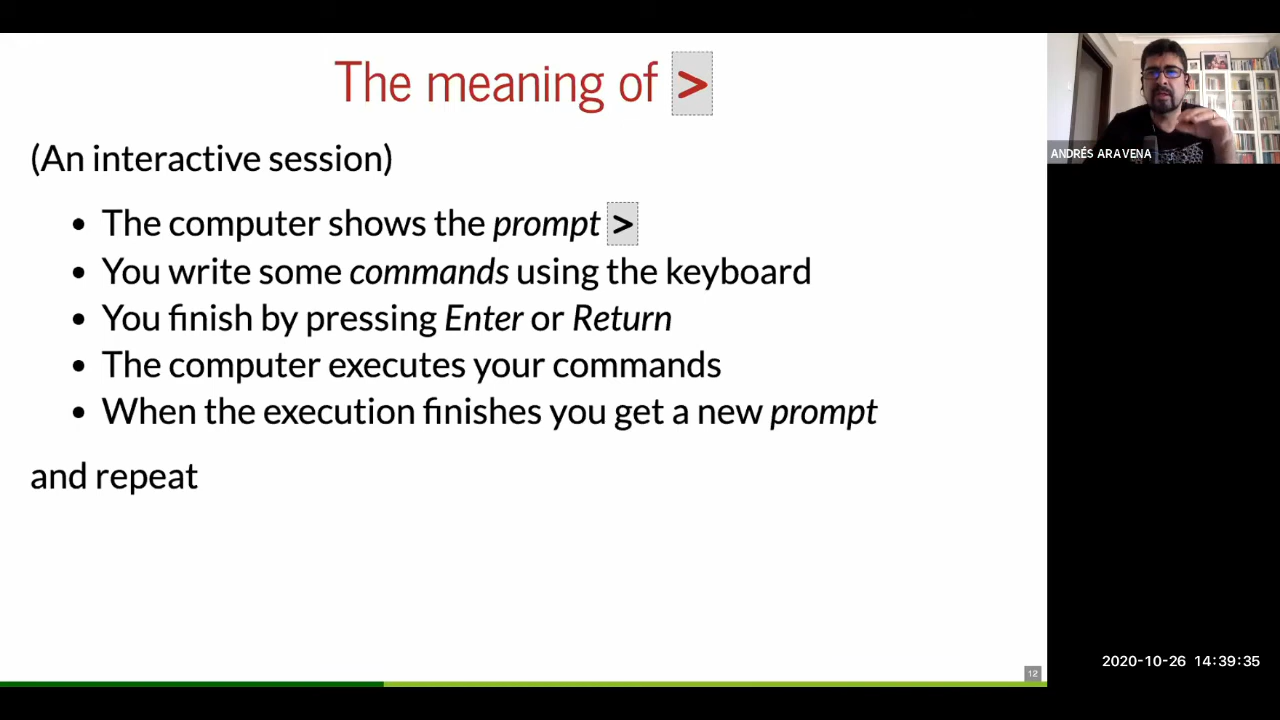 The meaning of >
(An interactive session)
• The computer shows the prompt >
• You write some commands using the keyboard
• You finish by pressing Enter or Return
• The computer executes your commands
• When the execution finishes you get a new prompt
and repeat
12
ANDRÉS ARAVENA
2020-10-26 14:39:35